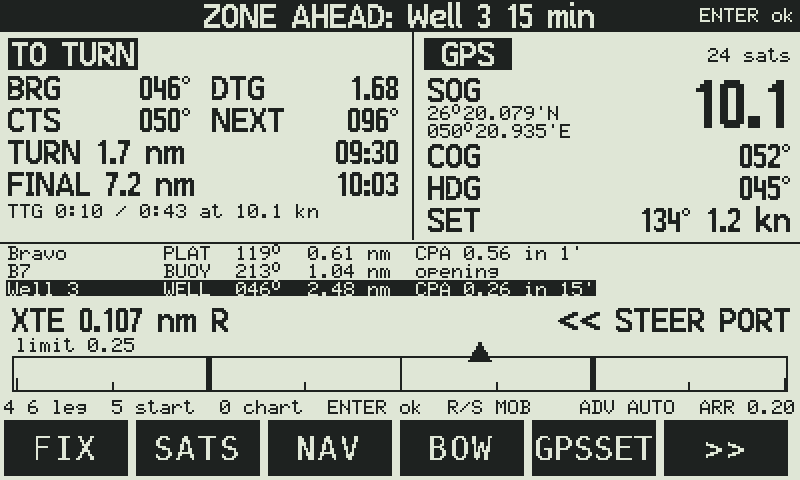 ZONE AHEAD: Well 3 15 min ENTER ok
TO TURN
BRG 046° DTG 1.68
CTS 050° NEXT 096°
TURN 1.7 nm 09:30
FINAL 7.2 nm 10:03
TTG 0:10 / 0:43 at 10.1 kn
GPS 24 sats
SOG 10.1
26°20.079'N
050°20.935'E
COG 052°
HDG 045°
SET 134° 1.2 kn
Bravo PLAT 119° 0.61 nm CPA 0.56 in 1'
B7 BUOY 213° 1.04 nm opening
Well 3 WELL 046° 2.48 nm CPA 0.26 in 15'
XTE 0.107 nm R << STEER PORT
limit 0.25
4 6 leg 5 start 0 chart ENTER ok R/S MOB ADV AUTO ARR 0.20
FIX SATS NAV BOW GPSSET >>